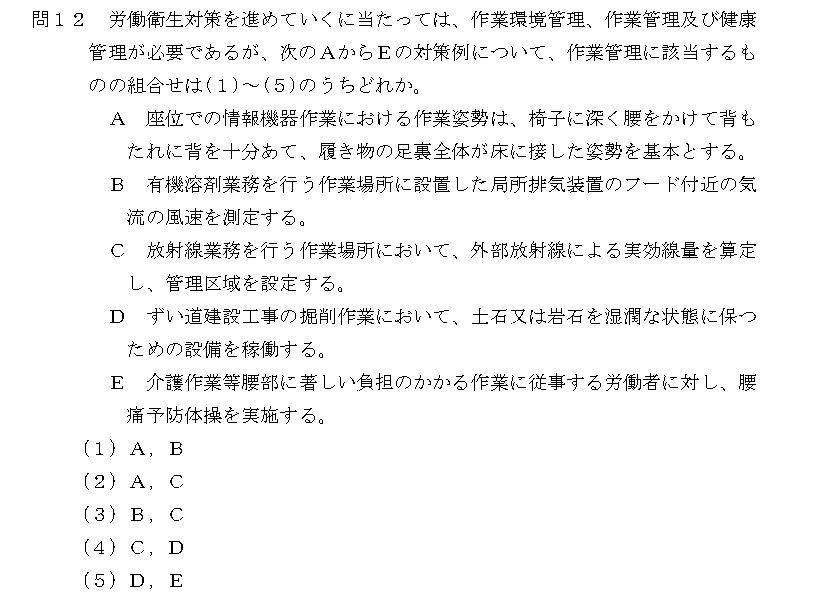 問１２　労働衛生対策を進めていくに当たっては、作業環境管理、作業管理及び健康
管理が必要であるが、次のＡからＥの対策例について、作業管理に該当するも
のの組合せは(１)～(５)のうちどれか。
Ａ　座位での情報機器作業における作業姿勢は、椅子に深く腰をかけて背も
たれに背を十分あて、履き物の足裏全体が床に接した姿勢を基本とする。
Ｂ　有機溶剤業務を行う作業場所に設置した局所排気装置のフード付近の気
流の風速を測定する。
Ｃ　放射線業務を行う作業場所において、外部放射線による実効線量を算定
し、管理区域を設定する。
Ｄ　ずい道建設工事の掘削作業において、土石又は岩石を湿潤な状態に保つ
ための設備を稼働する。
Ｅ　介護作業等腰部に著しい負担のかかる作業に従事する労働者に対し、腰
痛予防体操を実施する。
(１) Ａ，Ｂ
(２) Ａ，Ｃ
(３) Ｂ，Ｃ
(４) Ｃ，Ｄ
(５) Ｄ，Ｅ